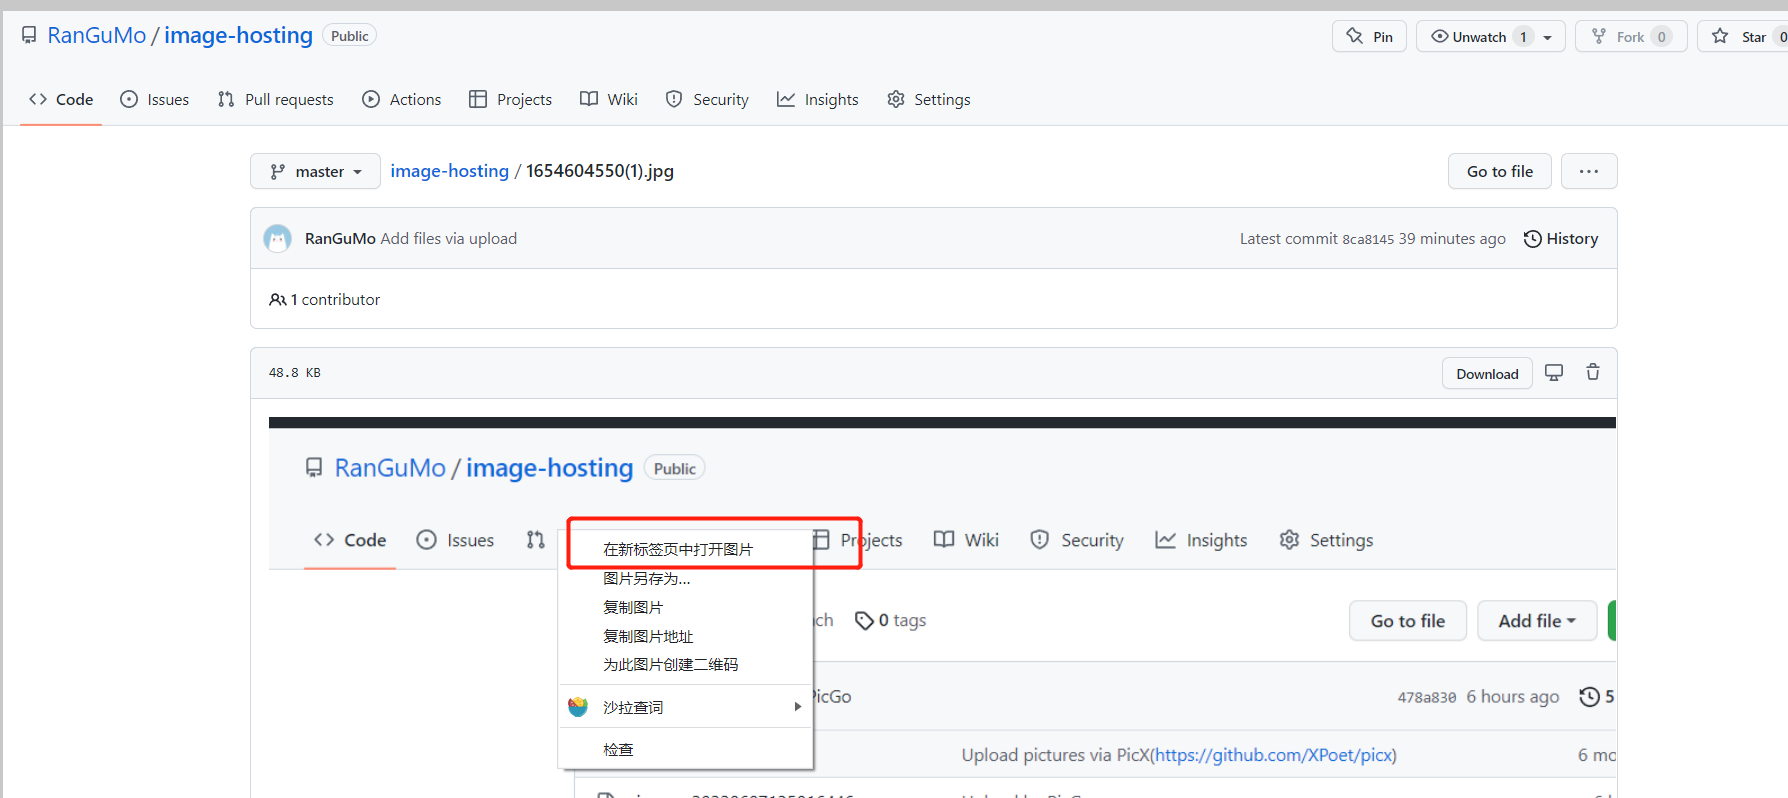 RanGuMo / image-hosting Public
Pin Unwatch 1 Fork 0 Star 0
Code Issues Pull requests Actions Projects Wiki Security Insights Settings
master image-hosting / 1654604550(1).jpg Go to file ...
RanGuMo Add files via upload Latest commit 8ca8145 39 minutes ago History
1 contributor
48.8 KB Download
RanGuMo / image-hosting Public
Code Issues Projects Wiki Security Insights Settings
在新标签页中打开图片
图片另存为...
复制图片
复制图片地址
为此图片创建二维码
沙拉查词
检查
0 tags Go to file Add file
PicGo 478a830 6 hours ago 5
Upload pictures via PicX(https://github.com/XPoet/picx) 6 mo